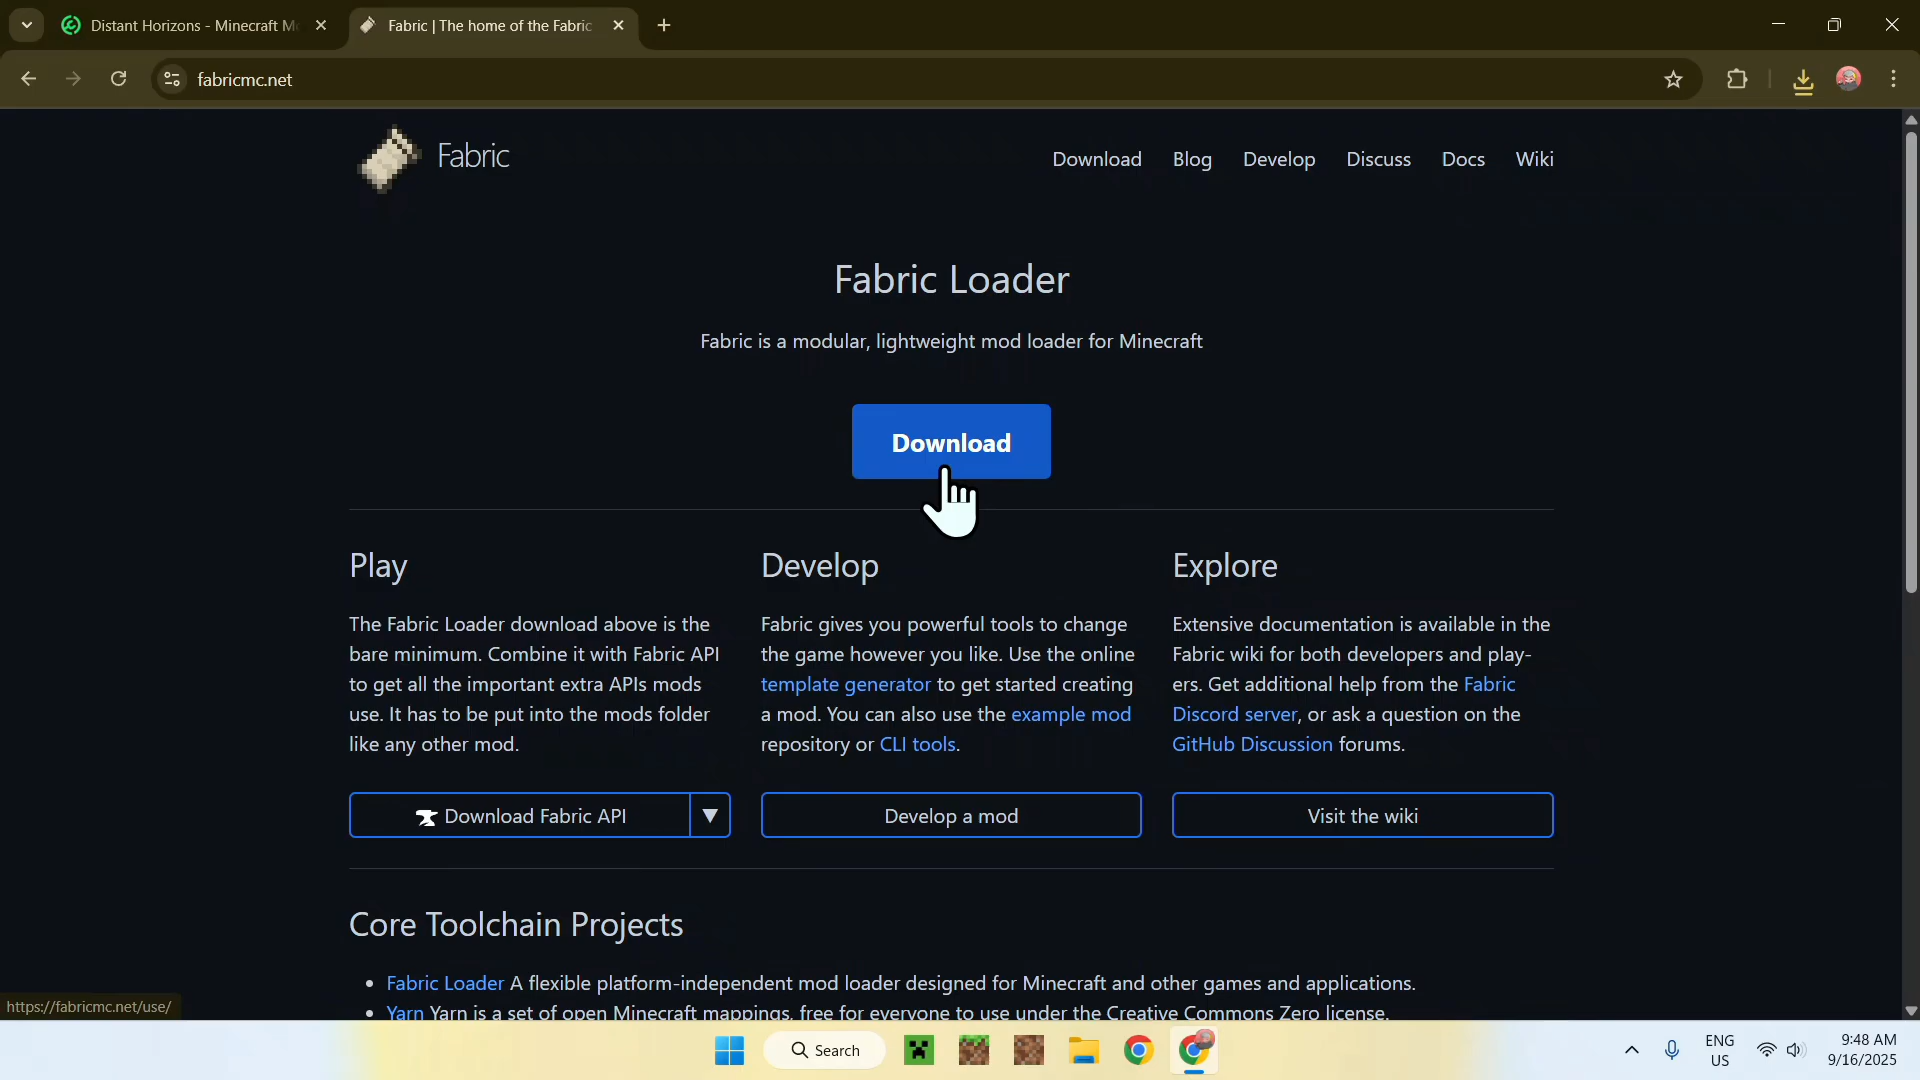 Distant Horizons - Minecraft M
Fabric | The home of the Fabric
fabricmc.net
Fabric
Download
Blog
Develop
Discuss
Docs
Wiki
Fabric Loader
Fabric is a modular, lightweight mod loader for Minecraft
Download
Play
The Fabric Loader download above is the
bare minimum. Combine it with Fabric API
to get all the important extra APIs mods
use. It has to be put into the mods folder
like any other mod.
Download Fabric API
Develop
Fabric gives you powerful tools to change
the game however you like. Use the online
template generator to get started creating
a mod. You can also use the example mod
repository or CLI tools.
Develop a mod
Explore
Extensive documentation is available in the
Fabric wiki for both developers and play-
ers. Get additional help from the Fabric
Discord server, or ask a question on the
GitHub Discussion forums.
Visit the wiki
Core Toolchain Projects
• Fabric Loader A flexible platform-independent mod loader designed for Minecraft and other games and applications.
• Yarn Yarn is a set of open Minecraft mappings, free for everyone to use under the Creative Commons Zero license.
https://fabricmc.net/use/
Search
ENG
US
9:48 AM
9/16/2025